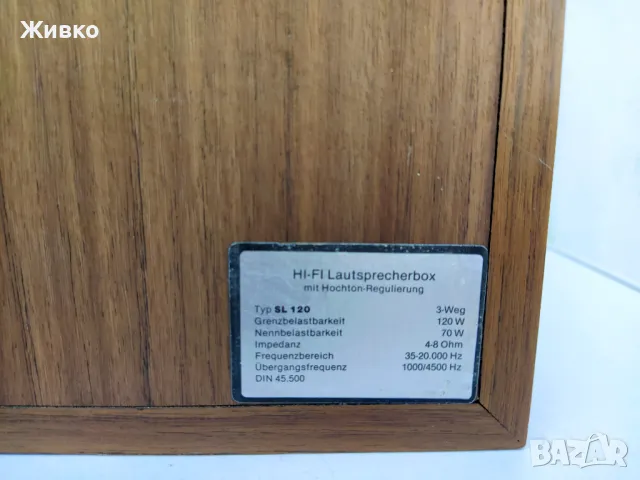 Живко
HI-FI Lautsprecherbox
mit Hochton-Regulierung
Typ SL 120 3-Weg
Grenzbelastbarkeit 120 W
Nennbelastbarkeit 70 W
Impedanz 4-8 Ohm
Frequenzbereich 35-20.000 Hz
Übergangsfrequenz 1000/4500 Hz
DIN 45.500
BAZAR